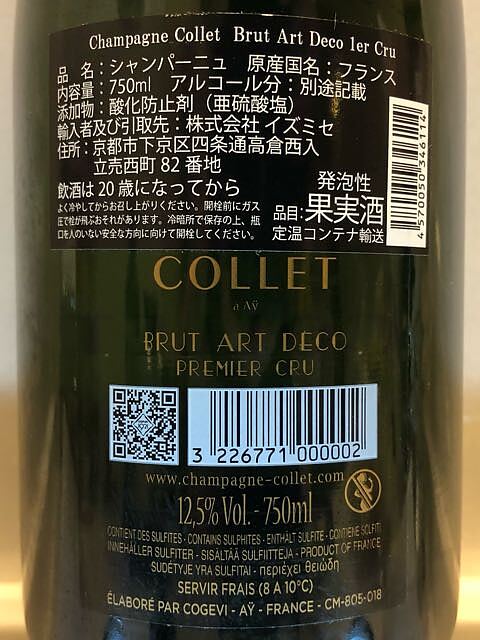 Champagne Collet Brut Art Deco 1er Cru
品 名：シャンパーニュ 原産国名：フランス
内容量：750ml アルコール分：別途記載
添加物：酸化防止剤（亜硫酸塩）
輸入者及び引取先：株式会社 イズミセ
住所：京都市下京区四条通高倉西入
立売西町 82 番地
飲酒は20歳になってから
よく冷やしてからお召し上がりください。開栓前にガス
圧で栓が飛ぶおそれがあります。冷暗所で保存の上、瓶
口を人のいない安全な方向に向けて開栓してください。
発泡性
品目:果実酒
定温コンテナ輸送
4 570050 346114
COLLET
à Aÿ
BRUT ART DECO
PREMIER CRU
3 226771 000002
www.champagne-collet.com
12,5% Vol. - 750ml
CONTIENT DES SULFITES - CONTAINS SULPHITES - ENTHÄLT SULFITE - CONTIENE SOLFITI
INNEHÅLLER SULFITER - SISÄLTÄÄ SULFIITTEJA - PRODUCT OF FRANCE
SUDĖTYJE YRA SULFITAI - περιέχει θειώδη
SERVIR FRAIS (8 À 10°C)
ÉLABORÉ PAR COGEVI - AŸ - FRANCE - CM-805-018